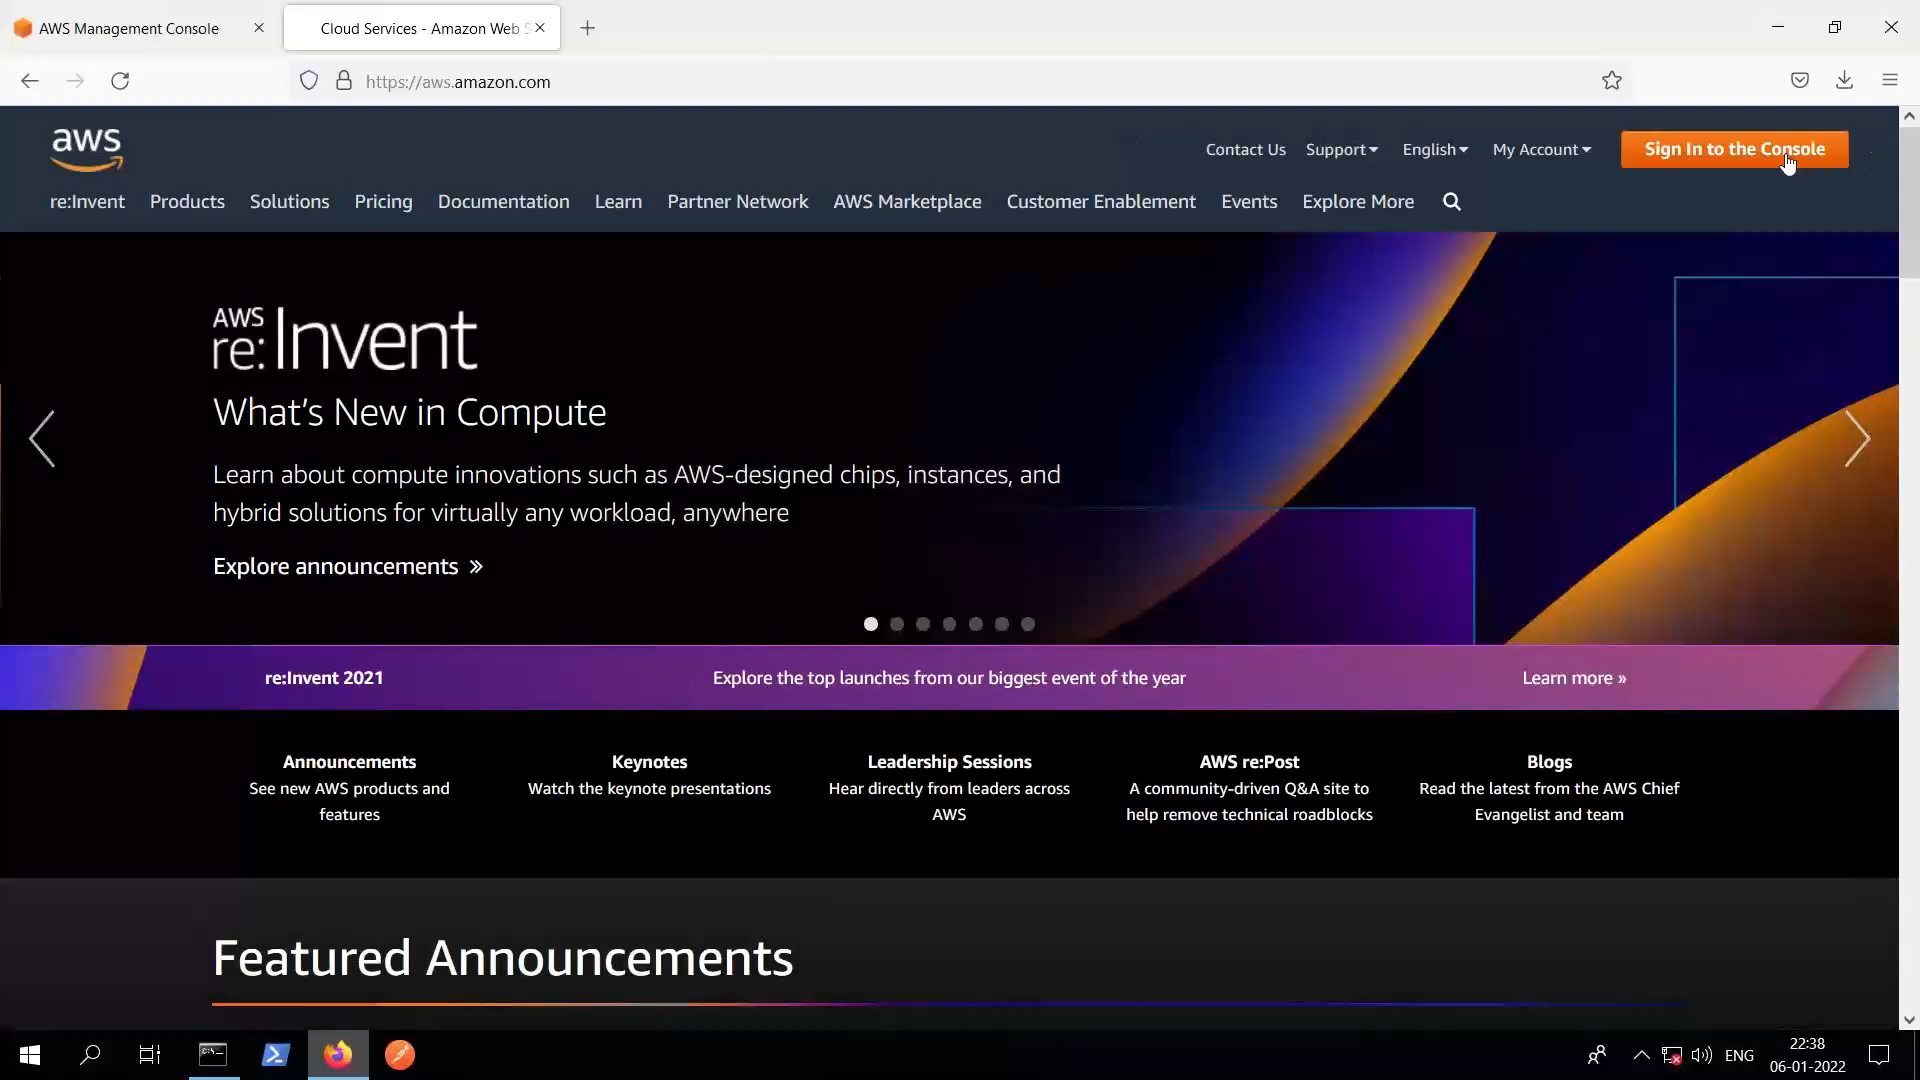 AWS Management Console
Cloud Services - Amazon Web S
https://aws.amazon.com
aws
Contact Us
Support
English
My Account
Sign In to the Console
re:Invent
Products
Solutions
Pricing
Documentation
Learn
Partner Network
AWS Marketplace
Customer Enablement
Events
Explore More
AWS
re:Invent
What's New in Compute
Learn about compute innovations such as AWS-designed chips, instances, and
hybrid solutions for virtually any workload, anywhere
Explore announcements »
re:Invent 2021
Explore the top launches from our biggest event of the year
Learn more »
Announcements
See new AWS products and
features
Keynotes
Watch the keynote presentations
Leadership Sessions
Hear directly from leaders across
AWS
AWS re:Post
A community-driven Q&A site to
help remove technical roadblocks
Blogs
Read the latest from the AWS Chief
Evangelist and team
Featured Announcements
ENG
22:38
06-01-2022